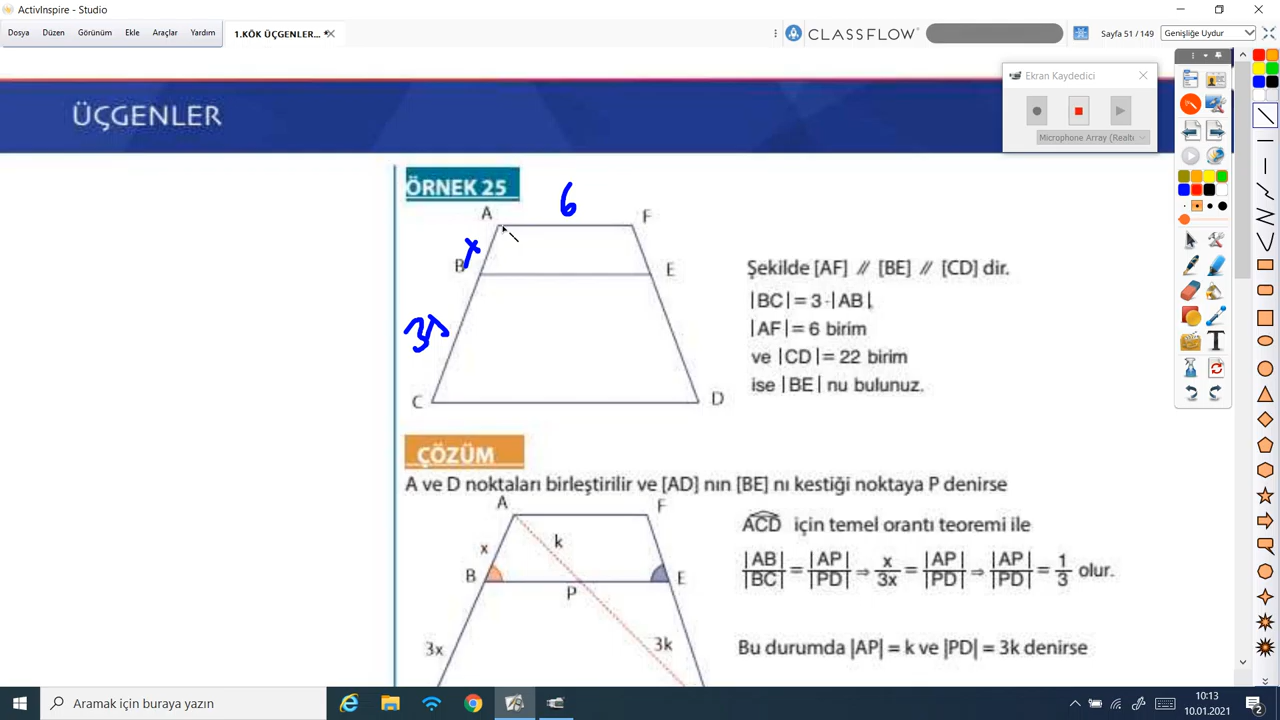 ActivInspire - Studio
Dosya Düzen Görünüm Ekle Araçlar Yardım
1.KÖK ÜÇGENLER...
CLASSFLOW
Sayfa 51 / 149
Genişliğe Uydur
Ekran Kaydedici
Microphone Array (Realte
ÜÇGENLER
ÖRNEK 25
6
A F
x
B E
3x
C D
Şekilde [AF] // [BE] // [CD] dir.
|BC| = 3 · |AB|,
|AF| = 6 birim
ve |CD| = 22 birim
ise |BE| nu bulunuz.
ÇÖZÜM
A ve D noktaları birleştirilir ve [AD] nın [BE] nı kestiği noktaya P denirse
A F
k
x
B E
P
3x 3k
ACD için temel orantı teoremi ile
|AB|/|BC| = |AP|/|PD| ⇒ x/3x = |AP|/|PD| ⇒ |AP|/|PD| = 1/3 olur.
Bu durumda |AP| = k ve |PD| = 3k denirse
Aramak için buraya yazın
10:13
10.01.2021
2